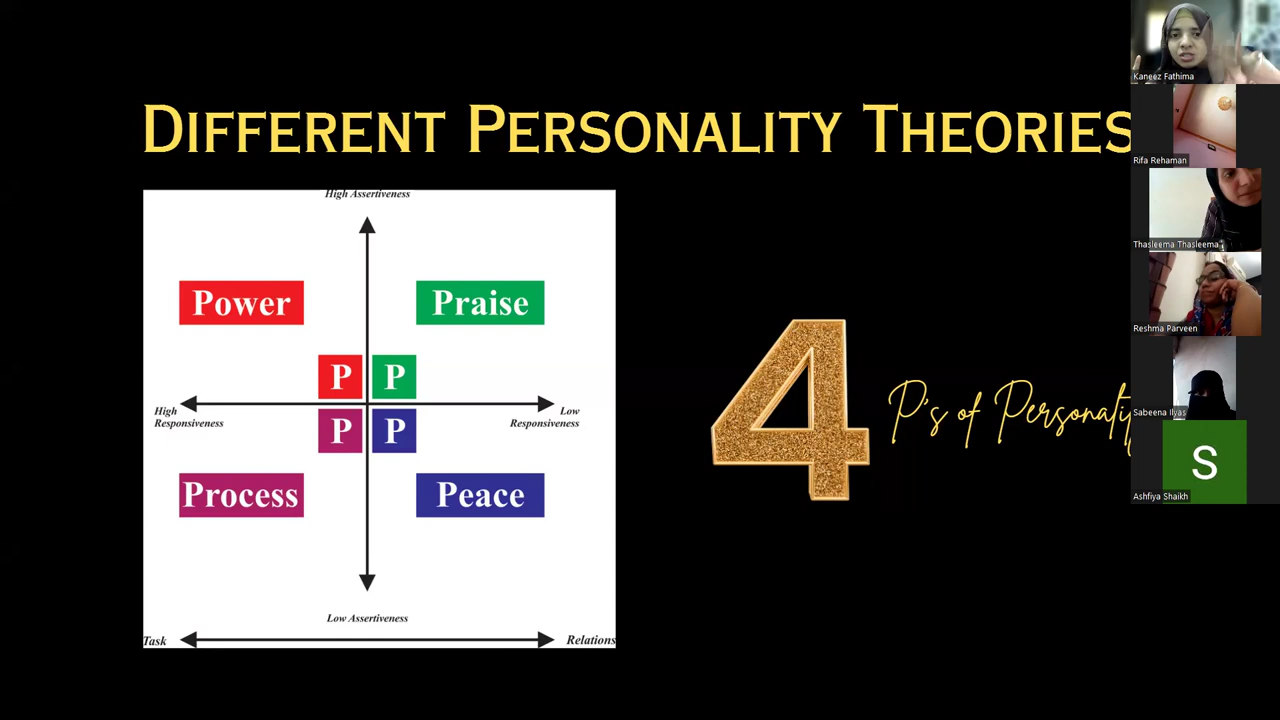 DIFFERENT PERSONALITY THEORIES
High Assertiveness
Power
Praise
P P
High
Responsiveness
Low
Responsiveness
P P
Process
Peace
Low Assertiveness
Task
Relations
4
P's of Personality
Kaneez Fathima
Rifa Rehaman
Thasleema Thasleema
Reshma Parveen
Sabeena Ilyas
S
Ashfiya Shaikh